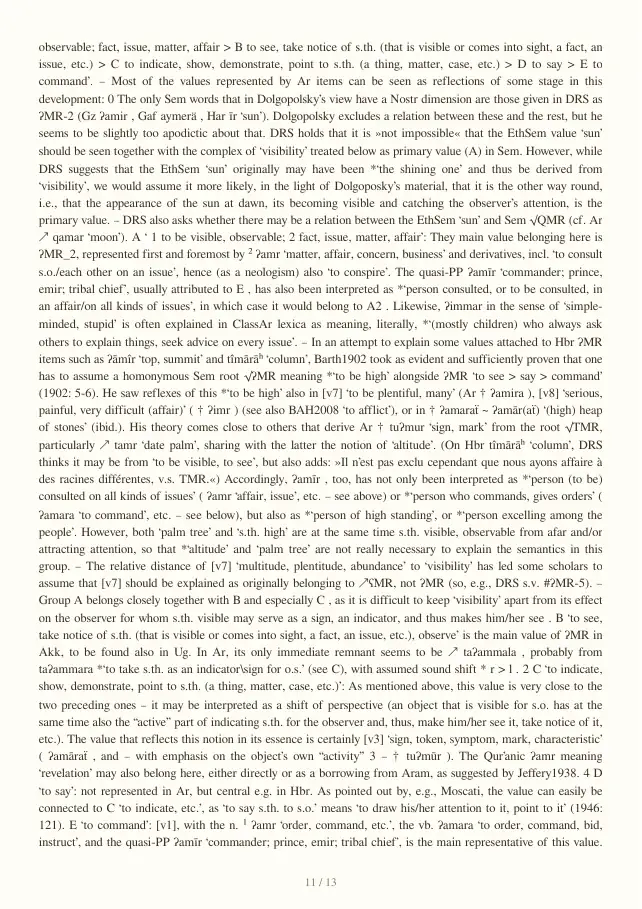 observable; fact, issue, matter, affair > B to see, take notice of s.th. (that is visible or comes into sight, a fact, an
issue, etc.) > C to indicate, show, demonstrate, point to s.th. (a thing, matter, case, etc.) > D to say > E to
command’. – Most of the values represented by Ar items can be seen as reflections of some stage in this
development: 0 The only Sem words that in Dolgopolsky’s view have a Nostr dimension are those given in DRS as
ʔMR-2 (Gz ʔamir , Gaf aymerä , Har īr ‘sun’). Dolgopolsky excludes a relation between these and the rest, but he
seems to be slightly too apodictic about that. DRS holds that it is »not impossible« that the EthSem value ‘sun’
should be seen together with the complex of ‘visibility’ treated below as primary value (A) in Sem. However, while
DRS suggests that the EthSem ‘sun’ originally may have been *‘the shining one’ and thus be derived from
‘visibility’, we would assume it more likely, in the light of Dolgoposky’s material, that it is the other way round,
i.e., that the appearance of the sun at dawn, its becoming visible and catching the observer’s attention, is the
primary value. – DRS also asks whether there may be a relation between the EthSem ‘sun’ and Sem √QMR (cf. Ar
↗ qamar ‘moon’). A ‘ 1 to be visible, observable; 2 fact, issue, matter, affair’: They main value belonging here is
ʔMR_2, represented first and foremost by ² ʔamr ‘matter, affair, concern, business’ and derivatives, incl. ‘to consult
s.o./each other on an issue’, hence (as a neologism) also ‘to conspire’. The quasi-PP ʔamīr ‘commander; prince,
emir; tribal chief’, usually attributed to E , has also been interpreted as *‘person consulted, or to be consulted, in
an affair/on all kinds of issues’, in which case it would belong to A2 . Likewise, ʔimmar in the sense of ‘simple-
minded, stupid’ is often explained in ClassAr lexica as meaning, literally, *‘(mostly children) who always ask
others to explain things, seek advice on every issue’. – In an attempt to explain some values attached to Hbr ʔMR
items such as ʔāmīr ‘top, summit’ and tîmārāʰ ‘column’, Barth1902 took as evident and sufficiently proven that one
has to assume a homonymous Sem root √ʔMR meaning *‘to be high’ alongside ʔMR ‘to see > say > command’
(1902: 5-6). He saw reflexes of this *‘to be high’ also in [v7] ‘to be plentiful, many’ (Ar † ʔamira ), [v8] ‘serious,
painful, very difficult (affair)’ ( † ʔimr ) (see also BAH2008 ‘to afflict’), or in † ʔamaraẗ ~ ʔamār(aẗ) ‘(high) heap
of stones’ (ibid.). His theory comes close to others that derive Ar † tuʔmur ‘sign, mark’ from the root √TMR,
particularly ↗ tamr ‘date palm’, sharing with the latter the notion of ‘altitude’. (On Hbr tîmārāʰ ‘column’, DRS
thinks it may be from ‘to be visible, to see’, but also adds: »Il n’est pas exclu cependant que nous ayons affaire à
des racines différentes, v.s. TMR.«) Accordingly, ʔamīr , too, has not only been interpreted as *‘person (to be)
consulted on all kinds of issues’ ( ʔamr ‘affair, issue’, etc. – see above) or *‘person who commands, gives orders’ (
ʔamara ‘to command’, etc. – see below), but also as *‘person of high standing’, or *‘person excelling among the
people’. However, both ‘palm tree’ and ‘s.th. high’ are at the same time s.th. visible, observable from afar and/or
attracting attention, so that *‘altitude’ and ‘palm tree’ are not really necessary to explain the semantics in this
group. – The relative distance of [v7] ‘multitude, plentitude, abundance’ to ‘visibility’ has led some scholars to
assume that [v7] should be explained as originally belonging to ↗ʕMR, not ʔMR (so, e.g., DRS s.v. #ʔMR-5). –
Group A belongs closely together with B and especially C , as it is difficult to keep ‘visibility’ apart from its effect
on the observer for whom s.th. visible may serve as a sign, an indicator, and thus makes him/her see . B ‘to see,
take notice of s.th. (that is visible or comes into sight, a fact, an issue, etc.), observe’ is the main value of ʔMR in
Akk, to be found also in Ug. In Ar, its only immediate remnant seems to be ↗ taʔammala , probably from
taʔammara *‘to take s.th. as an indicator\sign for o.s.’ (see C), with assumed sound shift * r > l . 2 C ‘to indicate,
show, demonstrate, point to s.th. (a thing, matter, case, etc.)’: As mentioned above, this value is very close to the
two preceding ones – it may be interpreted as a shift of perspective (an object that is visible for s.o. has at the
same time also the “active” part of indicating s.th. for the observer and, thus, make him/her see it, take notice of it,
etc.). The value that reflects this notion in its essence is certainly [v3] ‘sign, token, symptom, mark, characteristic’
( ʔamāraẗ , and – with emphasis on the object’s own “activity” 3 – † tuʔmūr ). The Qurʾanic ʔamr meaning
‘revelation’ may also belong here, either directly or as a borrowing from Aram, as suggested by Jeffery1938. 4 D
‘to say’: not represented in Ar, but central e.g. in Hbr. As pointed out by, e.g., Moscati, the value can easily be
connected to C ‘to indicate, etc.’, as ‘to say s.th. to s.o.’ means ‘to draw his/her attention to it, point to it’ (1946:
121). E ‘to command’: [v1], with the n. ¹ ʔamr ‘order, command, etc.’, the vb. ʔamara ‘to order, command, bid,
instruct’, and the quasi-PP ʔamīr ‘commander; prince, emir; tribal chief’, is the main representative of this value.
11 / 13